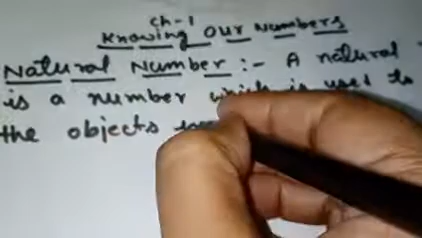 Ch-1
Knowing Our Numbers
Natural Number :- A natural
is a number which is used to
the objects